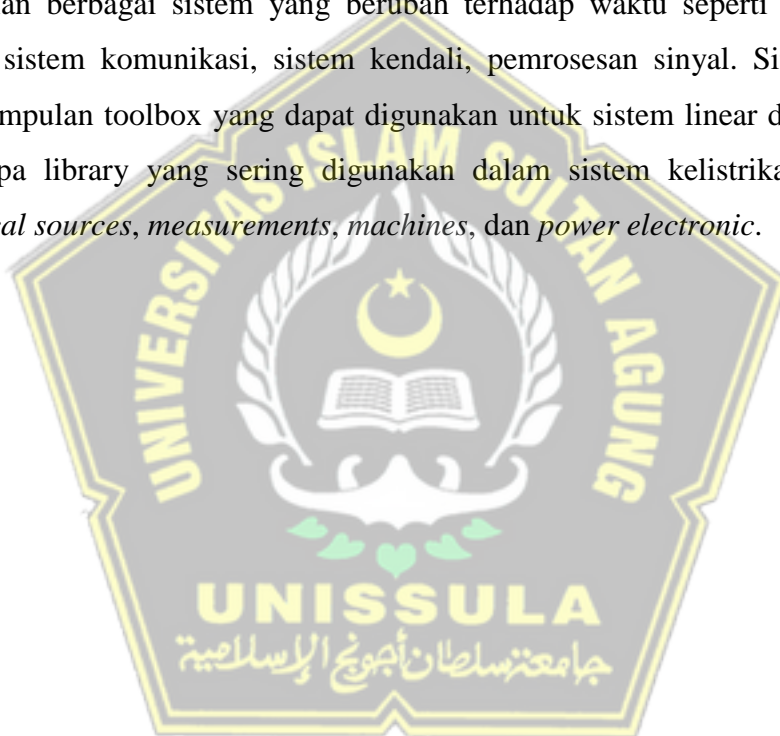 an berbagai sistem yang berubah terhadap waktu seperti
sistem komunikasi, sistem kendali, pemrosesan sinyal. Si
mpulan toolbox yang dapat digunakan untuk sistem linear d
pa library yang sering digunakan dalam sistem kelistrika
al sources, measurements, machines, dan power electronic.
UNIVERSITAS ISLAM SULTAN AGUNG
UNISSULA
جامعة سلطان أجونج الإسلامية